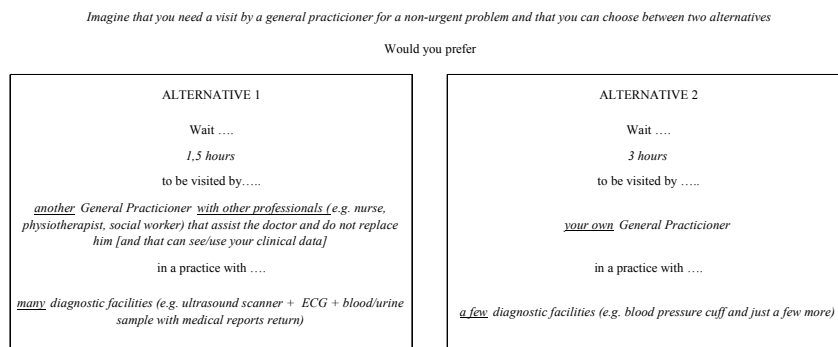 Imagine that you need a visit by a general practicioner for a non-urgent problem and that you can choose between two alternatives
Would you prefer
ALTERNATIVE 1
Wait ….
1,5 hours
to be visited by…..
another General Practicioner with other professionals (e.g. nurse,
physiotherapist, social worker) that assist the doctor and do not replace
him [and that can see/use your clinical data]
in a practice with ….
many diagnostic facilities (e.g. ultrasound scanner + ECG + blood/urine
sample with medical reports return)
ALTERNATIVE 2
Wait ….
3 hours
to be visited by …..
your own General Practicioner
in a practice with ….
a few diagnostic facilities (e.g. blood pressure cuff and just a few more)